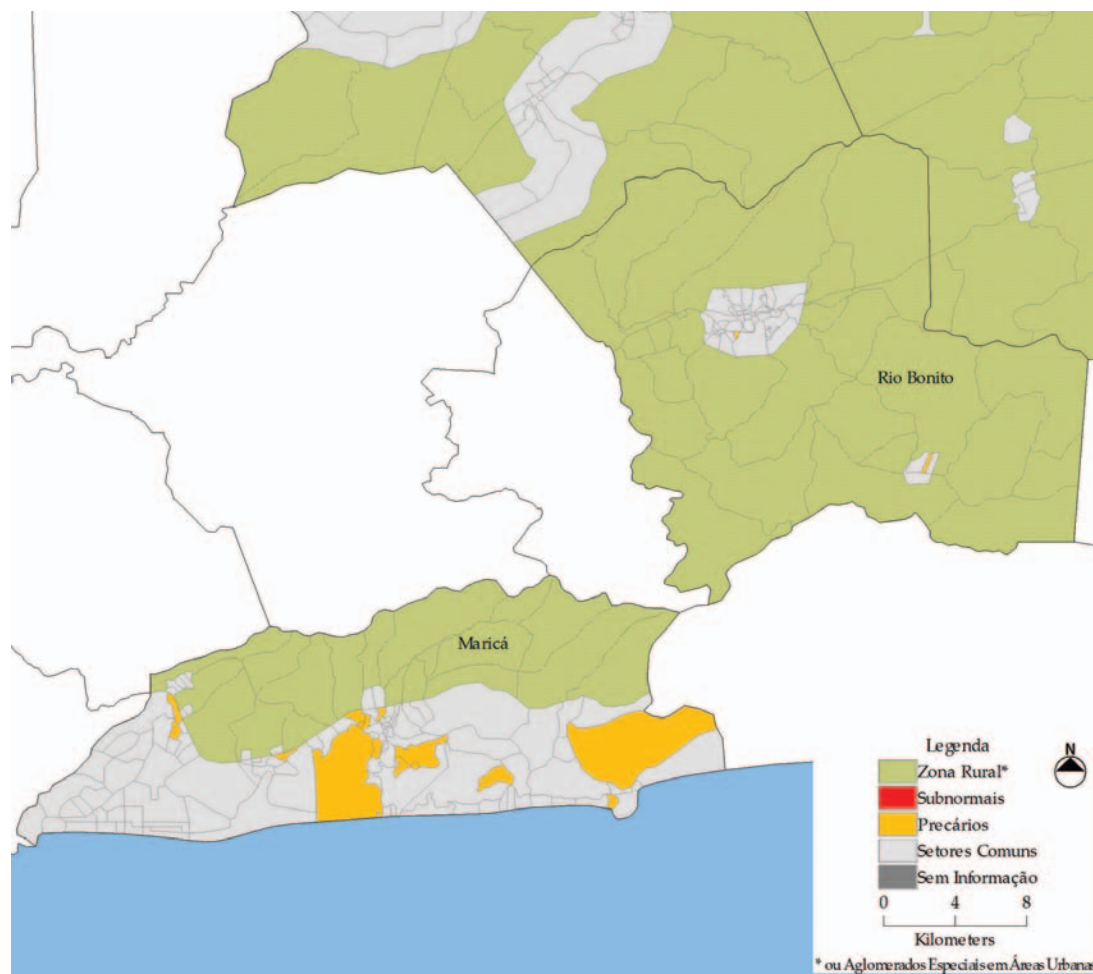 Rio Bonito
Maricá
Legenda
N
Zona Rural*
Subnormais
Precários
Setores Comuns
Sem Informação
0 4 8
Kilometers
* ou Aglomerados Especiais em Áreas Urbanas